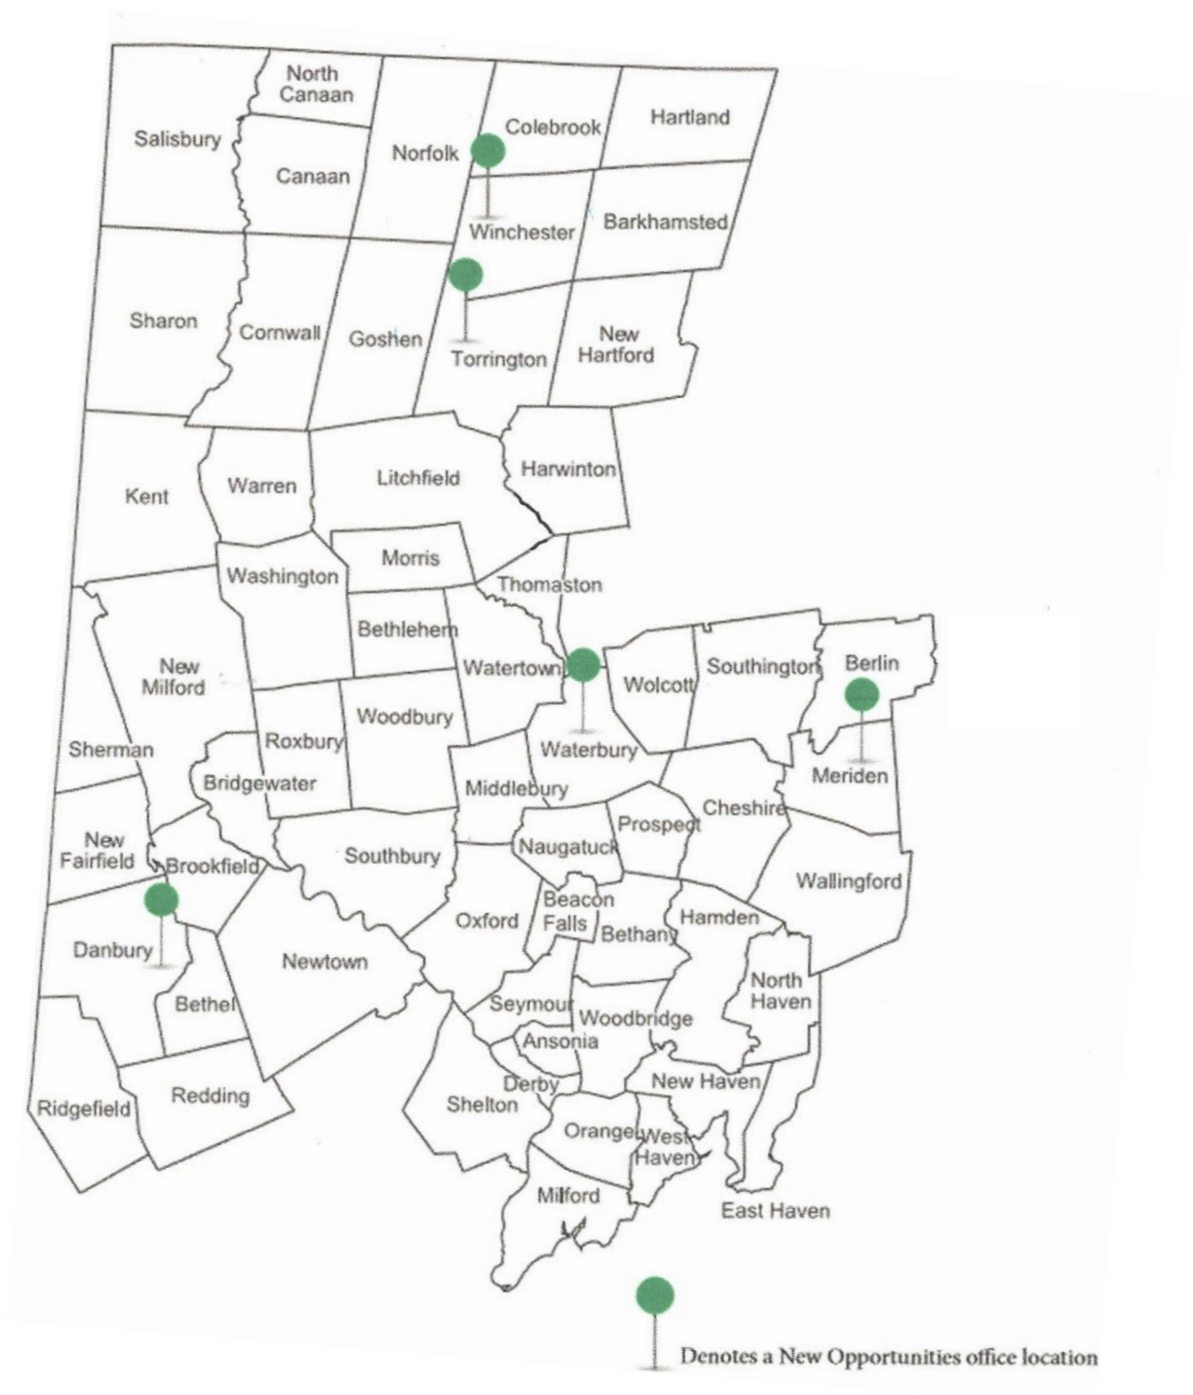 North
Canaan
Salisbury
Canaan
Norfolk
Colebrook
Hartland
Winchester
Barkhamsted
Sharon
Cornwall
Goshen
Torrington
New
Hartford
Kent
Warren
Litchfield
Harwinton
Washington
Morris
Thomaston
Bethlehem
Watertown
New
Milford
Wolcott
Southington
Berlin
Sherman
Roxbury
Woodbury
Waterbury
Bridgewater
Middlebury
Meriden
Cheshire
New
Fairfield
Brookfield
Southbury
Naugatuck
Prospect
Wallingford
Danbury
Newtown
Oxford
Beacon
Falls
Bethany
Hamden
Bethel
Seymour
Woodbridge
North
Haven
Ansonia
Derby
New Haven
Ridgefield
Redding
Shelton
Orange
West
Haven
Milford
East Haven
Denotes a New Opportunities office location